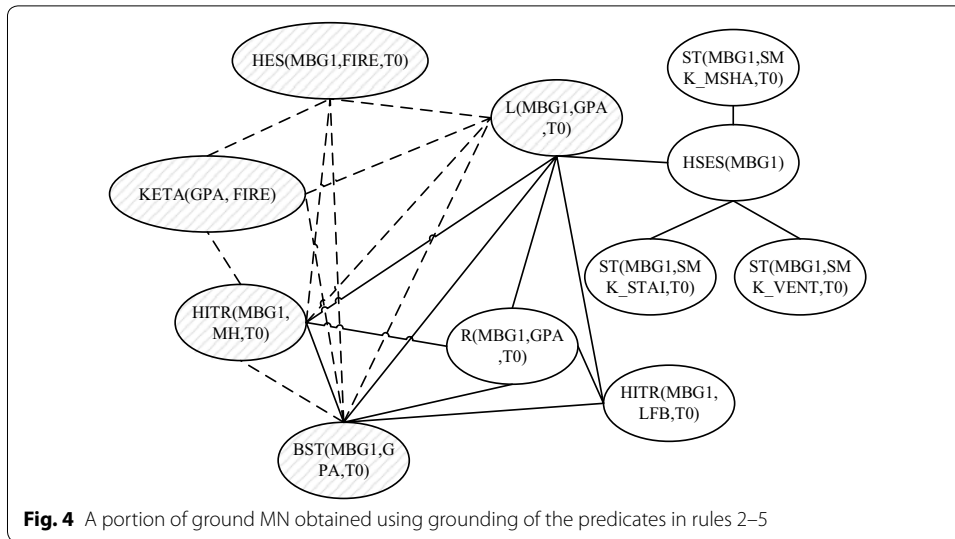 HES(MBG1,FIRE,T0)
ST(MBG1,SM
K_MSHA,T0)
L(MBG1,GPA
,T0)
HSES(MBG1)
KETA(GPA, FIRE)
ST(MBG1,SM
K_STAI,T0)
ST(MBG1,SM
K_VENT,T0)
HITR(MBG1,
MH,T0)
R(MBG1,GPA
,T0)
HITR(MBG1,
LFB,T0)
BST(MBG1,G
PA,T0)
Fig. 4 A portion of ground MN obtained using grounding of the predicates in rules 2–5